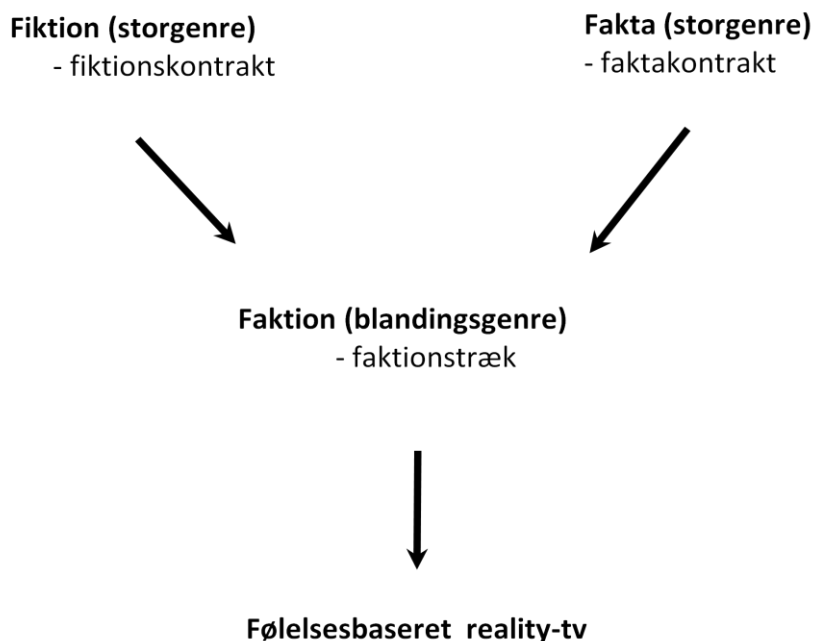 Fiktion (storgenre)
- fiktionskontrakt
Fakta (storgenre)
- faktakontrakt
Faktion (blandingsgenre)
- faktionstræk
Følelsesbaseret reality-tv